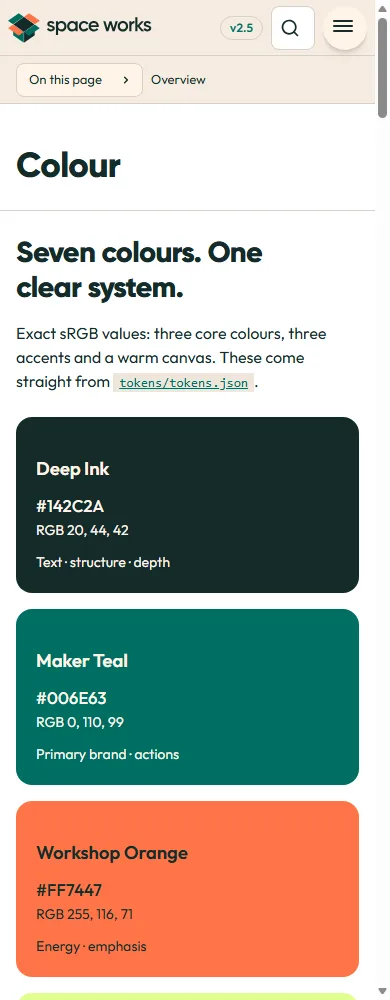 space works
v2.5
On this page
Overview
Colour
Seven colours. One
clear system.
Exact sRGB values: three core colours, three
accents and a warm canvas. These come
straight from tokens/tokens.json.
Deep Ink
#142C2A
RGB 20, 44, 42
Text · structure · depth
Maker Teal
#006E63
RGB 0, 110, 99
Primary brand · actions
Workshop Orange
#FF7447
RGB 255, 116, 71
Energy · emphasis